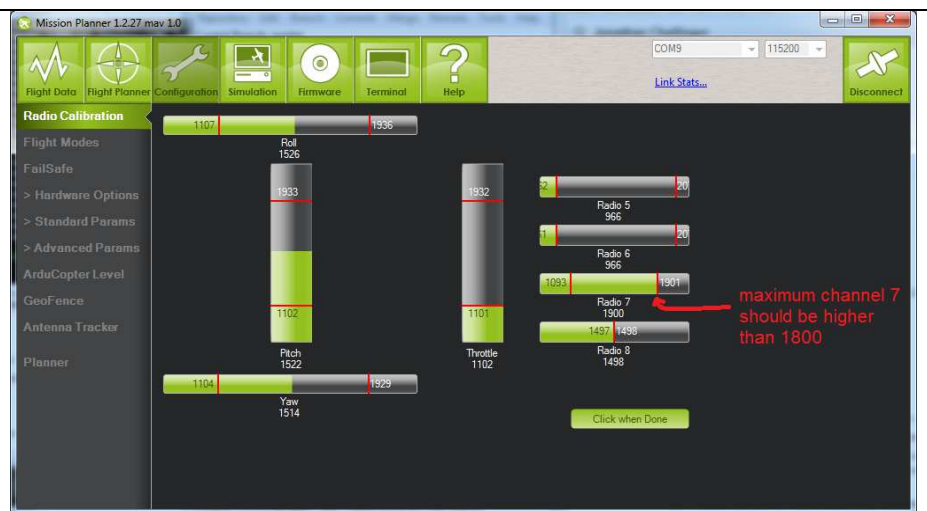 Mission Planner 1.2.27 mav 1.0
Flight Data Flight Planner Configuration Simulation Firmware Terminal Help
COM9 115200
Link Stats...
Disconnect
Radio Calibration
Flight Modes
FailSafe
> Hardware Options
> Standard Params
> Advanced Params
ArduCopter Level
GeoFence
Antenna Tracker
Planner
1107 1936
Roll
1526
1933
1102
Pitch
1522
1932
1101
Throttle
1102
1104 1929
Yaw
1514
20
Radio 5
966
20
Radio 6
966
1093 1901
Radio 7
1900
1497 1498
Radio 8
1498
maximum channel 7
should be higher
than 1800
Click when Done